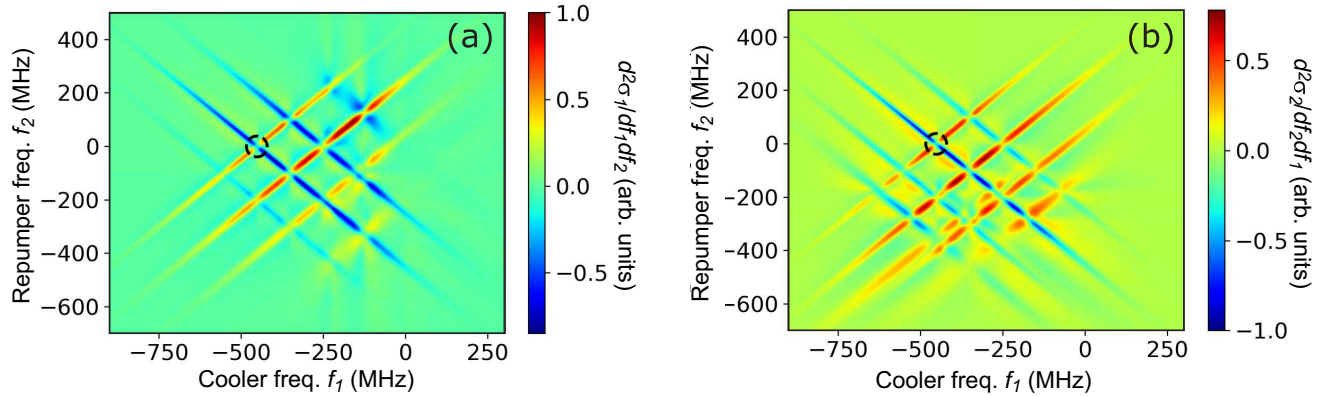 (a)
400
200
0
−200
−400
−600
Repumper freq. f2 (MHz)
−750 −500 −250 0 250
Cooler freq. f1 (MHz)
1.0
0.5
0.0
−0.5
d²σ1/df1df2 (arb. units)
(b)
400
200
0
−200
−400
−600
Repumper freq. f2 (MHz)
−750 −500 −250 0 250
Cooler freq. f1 (MHz)
0.5
0.0
−0.5
−1.0
d²σ2/df2df1 (arb. units)